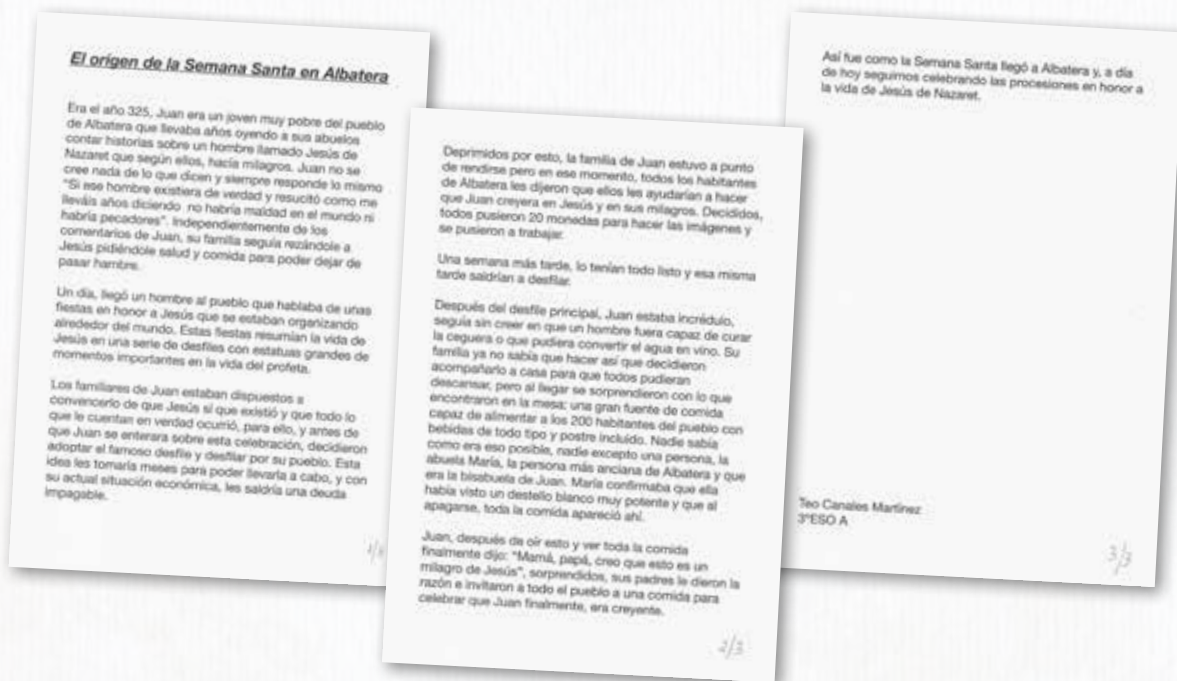 El origen de la Semana Santa en Albatera
Era el año 325, Juan era un joven muy pobre del pueblo
de Albatera que llevaba años oyendo a sus abuelos
contar historias sobre un hombre llamado Jesús de
Nazaret que según ellos, hacía milagros. Juan no se
cree nada de lo que dicen y siempre responde lo mismo
"Si ese hombre existiera de verdad y resucitó como me
lleváis años diciendo no habría maldad en el mundo ni
habría pecadores". Independientemente de los
comentarios de Juan, su familia seguía rezándole a
Jesús pidiéndole salud y comida para poder dejar de
pasar hambre.
Un día, llegó un hombre al pueblo que hablaba de unas
fiestas en honor a Jesús que se estaban organizando
alrededor del mundo. Estas fiestas resumían la vida de
Jesús en una serie de desfiles con estatuas grandes de
momentos importantes en la vida del profeta.
Los familiares de Juan estaban dispuestos a
convencerlo de que Jesús sí que existió y que todo lo
que le cuentan en verdad ocurrió, para ello, y antes de
que Juan se enterara sobre esta celebración, decidieron
adoptar el famoso desfile y desfilar por su pueblo. Esta
idea les tomaría meses para poder llevarla a cabo, y con
su actual situación económica, les saldría una deuda
impagable.
Deprimidos por esto, la familia de Juan estuvo a punto
de rendirse pero en ese momento, todos los habitantes
de Albatera les dijeron que ellos les ayudarían a hacer
que Juan creyera en Jesús y en sus milagros. Decididos,
todos pusieron 20 monedas para hacer las imágenes y
se pusieron a trabajar.
Una semana más tarde, lo tenían todo listo y esa misma
tarde saldrían a desfilar.
Después del desfile principal, Juan estaba incrédulo,
seguía sin creer en que un hombre fuera capaz de curar
la ceguera o que pudiera convertir el agua en vino. Su
familia ya no sabía que hacer así que decidieron
acompañarlo a casa para que todos pudieran
descansar, pero al llegar se sorprendieron con lo que
encontraron en la mesa; una gran fuente de comida
capaz de alimentar a los 200 habitantes del pueblo con
bebidas de todo tipo y postre incluido. Nadie sabía
como era eso posible, nadie excepto una persona, la
abuela María, la persona más anciana de Albatera y que
era la bisabuela de Juan. María confirmaba que ella
había visto un destello blanco muy potente y que al
apagarse, toda la comida apareció ahí.
Juan, después de oír esto y ver toda la comida
finalmente dijo: "Mamá, papá, creo que esto es un
milagro de Jesús", sorprendidos, sus padres le dieron la
razón e invitaron a todo el pueblo a una comida para
celebrar que Juan finalmente, era creyente.
2/3
Así fue como la Semana Santa llegó a Albatera y, a día
de hoy seguimos celebrando las procesiones en honor a
la vida de Jesús de Nazaret.
Teo Canales Martínez
3ºESO A
3/3